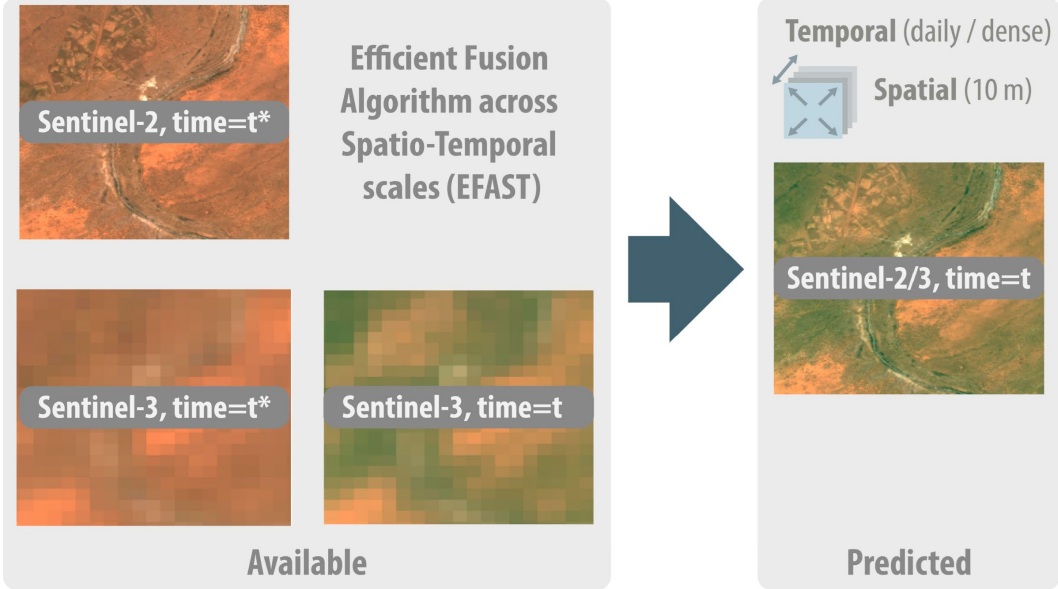 Sentinel-2, time=t*
Efficient Fusion
Algorithm across
Spatio-Temporal
scales (EFAST)
Sentinel-3, time=t*
Sentinel-3, time=t
Available
Temporal (daily / dense)
Spatial (10 m)
Sentinel-2/3, time=t
Predicted